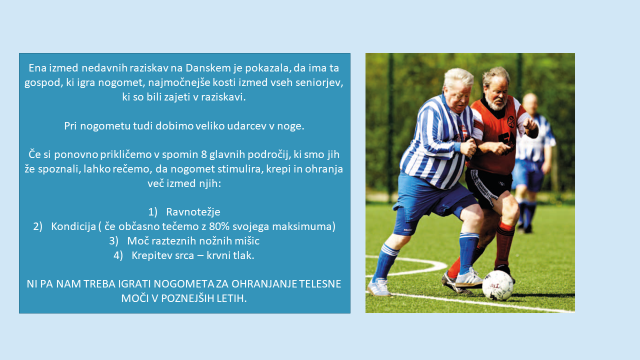 Ena izmed nedavnih raziskav na Danskem je pokazala, da ima ta
gospod, ki igra nogomet, najmočnejše kosti izmed vseh seniorjev,
ki so bili zajeti v raziskavi.
Pri nogometu tudi dobimo veliko udarcev v noge.
Če si ponovno prikličemo v spomin 8 glavnih področij, ki smo jih
že spoznali, lahko rečemo, da nogomet stimulira, krepi in ohranja
več izmed njih:
1) Ravnotežje
2) Kondicija ( če občasno tečemo z 80% svojega maksimuma)
3) Moč razteznih nožnih mišic
4) Krepitev srca – krvni tlak.
NI PA NAM TREBA IGRATI NOGOMETA ZA OHRANJANJE TELESNE
MOČI V POZNEJŠIH LETIH.